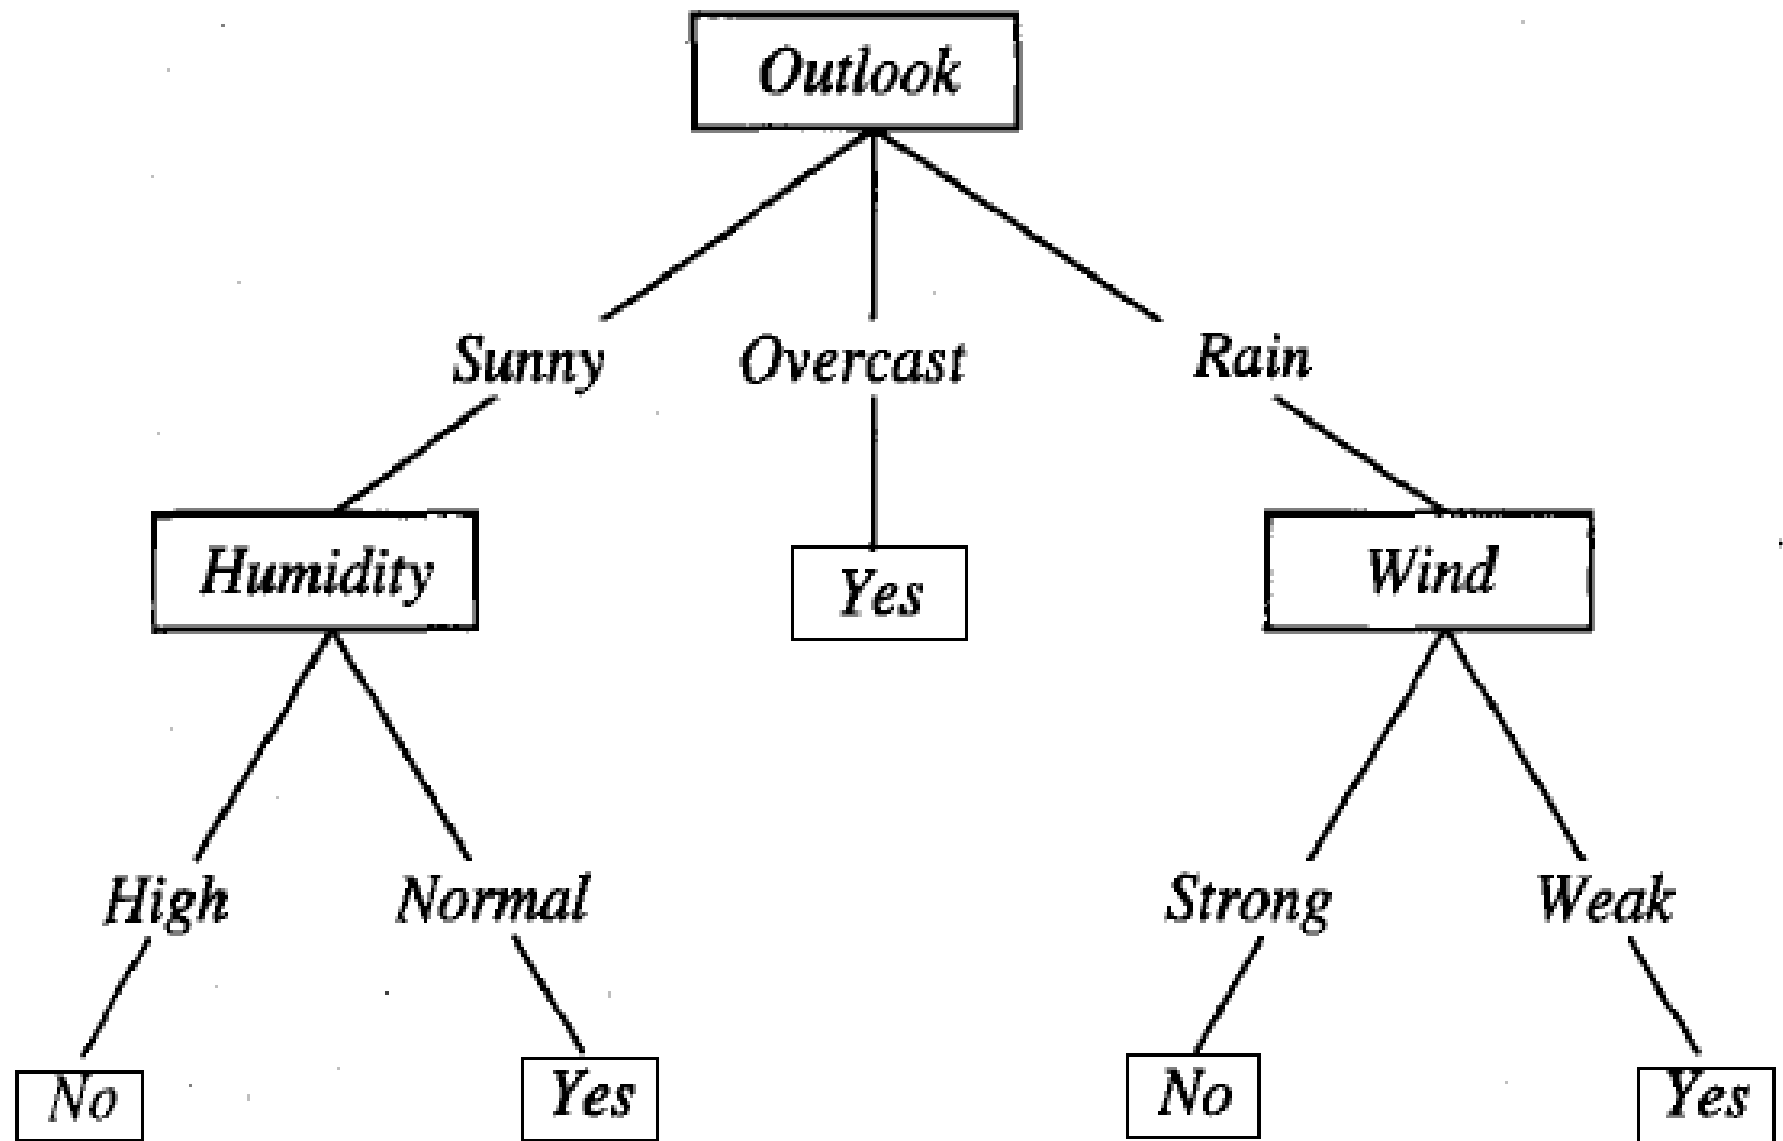 Outlook
Sunny Overcast Rain
Humidity Yes Wind
High Normal Strong Weak
No Yes No Yes